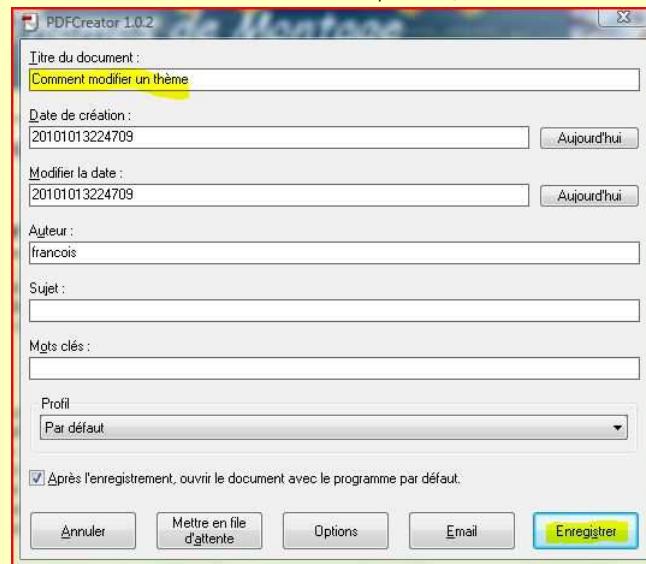 PDFCreator 1.0.2
de Montage
Titre du document :
Comment modifier un thème
Date de création :
20101013224709
Aujourd'hui
Modifier la date :
20101013224709
Aujourd'hui
Auteur :
francois
Sujet :
Mots clés :
Profil
Par défaut
Après l'enregistrement, ouvrir le document avec le programme par défaut.
Annuler
Mettre en file
d'attente
Options
Email
Enregistrer